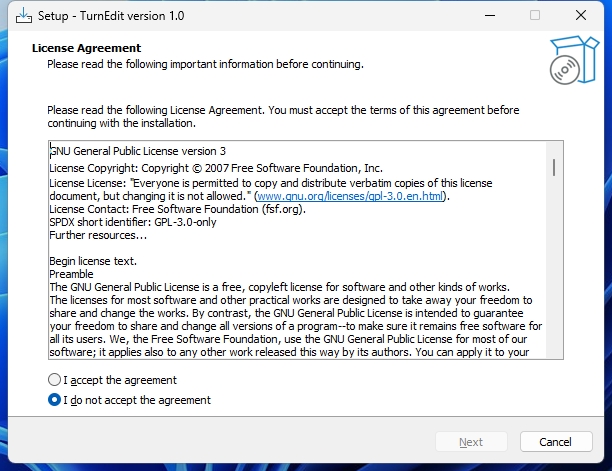 Setup - TurnEdit version 1.0
License Agreement
Please read the following important information before continuing.
Please read the following License Agreement. You must accept the terms of this agreement before
continuing with the installation.
GNU General Public License version 3
License Copyright: Copyright © 2007 Free Software Foundation, Inc.
License License: "Everyone is permitted to copy and distribute verbatim copies of this license
document, but changing it is not allowed." (www.gnu.org/licenses/gpl-3.0.en.html).
License Contact: Free Software Foundation (fsf.org).
SPDX short identifier: GPL-3.0-only
Further resources...
Begin license text.
Preamble
The GNU General Public License is a free, copyleft license for software and other kinds of works.
The licenses for most software and other practical works are designed to take away your freedom to
share and change the works. By contrast, the GNU General Public License is intended to guarantee
your freedom to share and change all versions of a program--to make sure it remains free software for
all its users. We, the Free Software Foundation, use the GNU General Public License for most of our
software; it applies also to any other work released this way by its authors. You can apply it to your
I accept the agreement
I do not accept the agreement
Next
Cancel